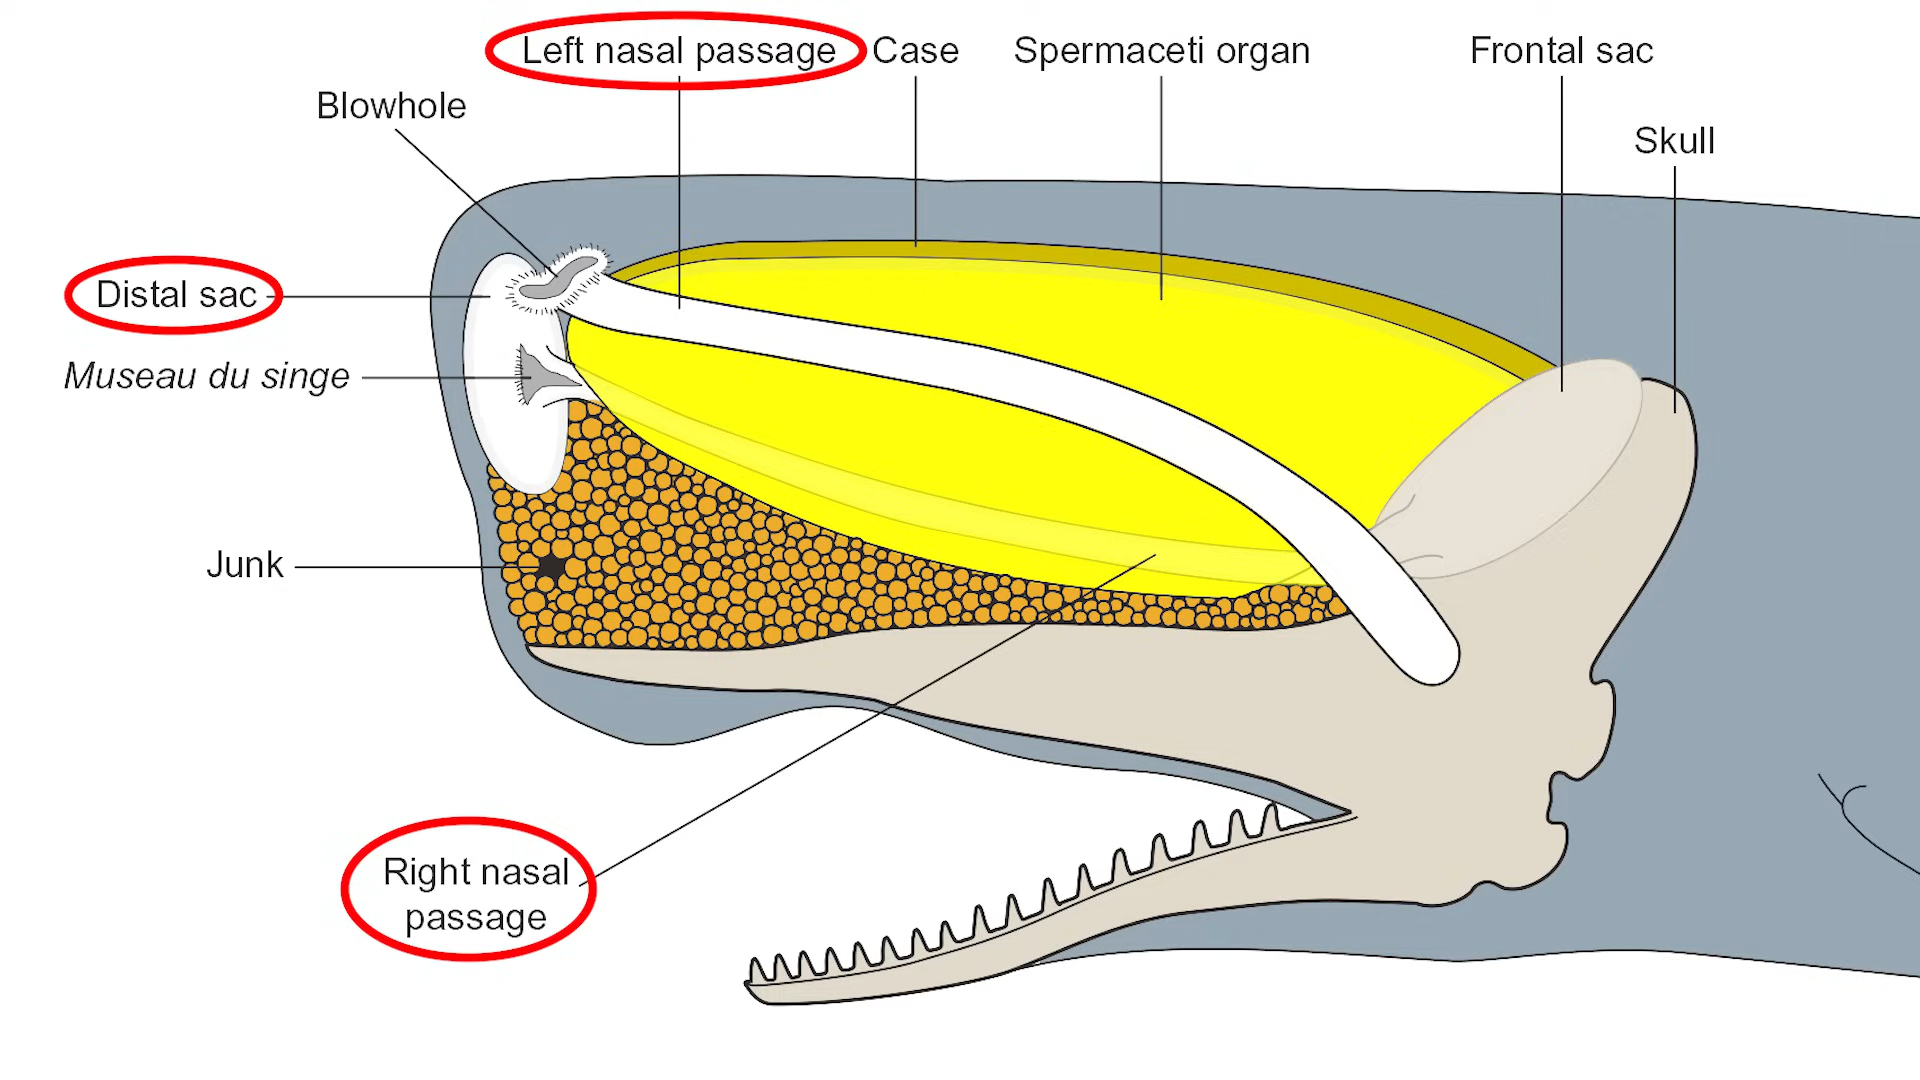 Left nasal passage
Case
Spermaceti organ
Frontal sac
Blowhole
Skull
Distal sac
Museau du singe
Junk
Right nasal
passage